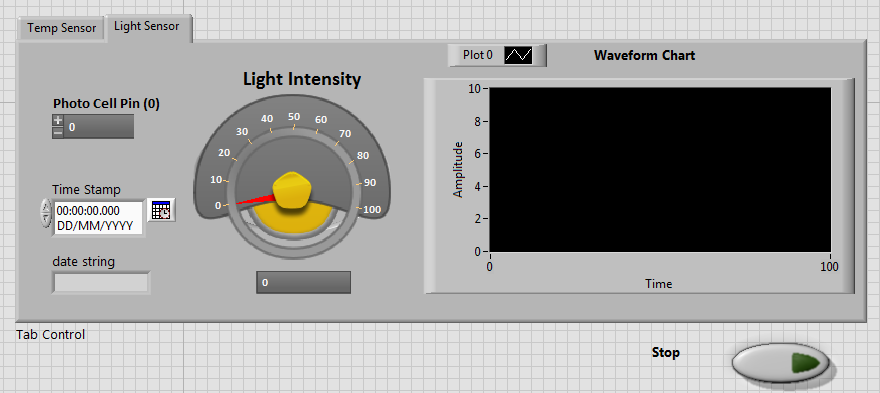 Temp Sensor
Light Sensor
Plot 0
Waveform Chart
Light Intensity
Photo Cell Pin (0)
0
0
10
20
30
40
50
60
70
80
90
100
0
Time Stamp
00:00:00.000
DD/MM/YYYY
date string
Amplitude
10
8
6
4
2
0
0
100
Time
Tab Control
Stop